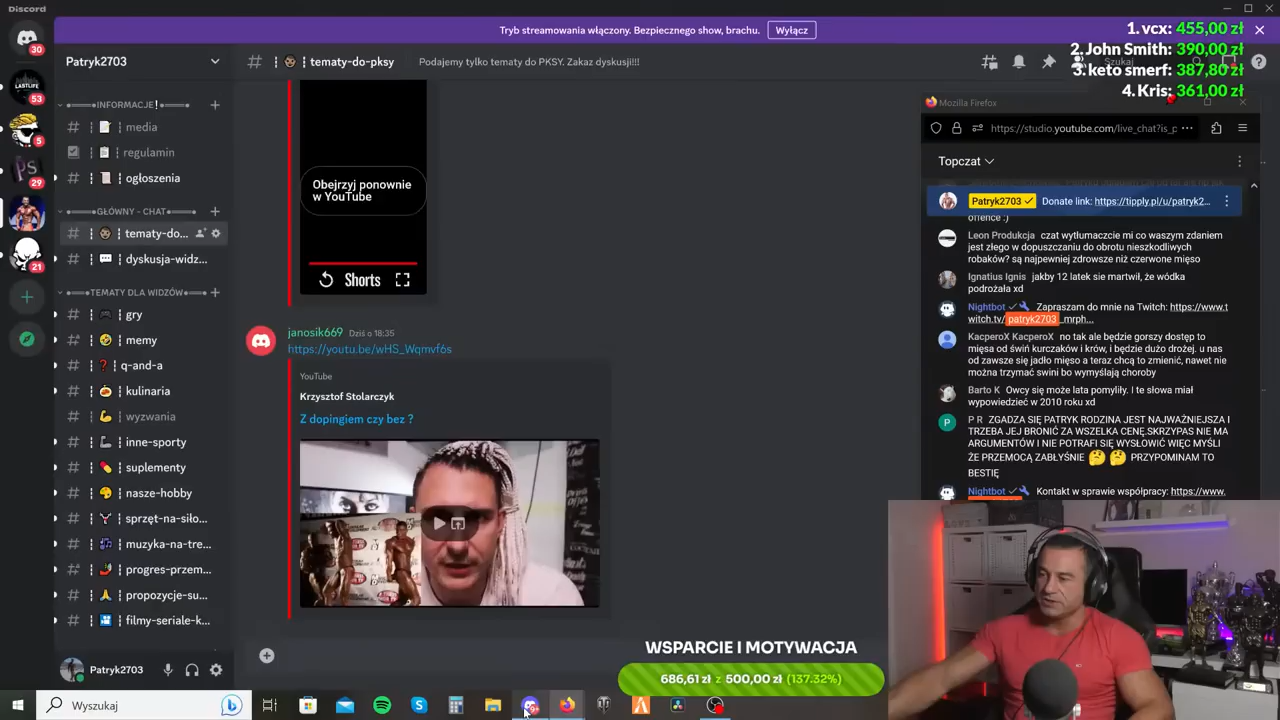 Discord
Tryb streamowania włączony. Bezpiecznego show, brachu.
Wyłącz
1. vcx: 455,00 zł
2. John Smith: 390,00 zł
3. keto smerf: 387,80 zł
4. Kris: 361,00 zł
30
LASTLIFE
53
5
29
21
Patryk2703
INFORMACJE!
media
regulamin
ogłoszenia
GŁÓWNY - CHAT
tematy-do...
dyskusja-widz...
TEMATY DLA WIDZÓW
gry
memy
q-and-a
kulinaria
wyzwania
inne-sporty
suplementy
nasze-hobby
sprzęt-na-siło...
muzyka-na-tre...
progres-przem...
propozycje-su...
filmy-seriale-k...
Patryk2703
tematy-do-pksy
Podajemy tylko tematy do PKSY. Zakaz dyskusji!!!
Szukaj
Obejrzyj ponownie
w YouTube
Shorts
janosik669 Dziś o 18:35
https://youtu.be/wHS_Wqmvf6s
YouTube
Krzysztof Stolarczyk
Z dopingiem czy bez ?
Mozilla Firefox
https://studio.youtube.com/live_chat?is_p
Topczat
Patryk2703 Donate link: https://tipply.pl/u/patryk2...
offence :)
Leon Produkcja czat wytłumaczcie mi co waszym zdaniem
jest złego w dopuszczaniu do obrotu nieszkodliwych
robaków? są najpewniej zdrowsze niż czerwone mięso
Ignatius Ignis jakby 12 latek sie martwił, że wódka
podrożała xd
Nightbot Zapraszam do mnie na Twitch: https://www.t
witch.tv/patryk2703_mrph...
KacperoX KacperoX no tak ale będzie gorszy dostęp to
mięsa od świń kurczaków i krów, i będzie dużo drożej. u nas
od zawsze sie jadło mięso a teraz chcą to zmienić, nawet nie
można trzymać swini bo wymyślają choroby
Barto K Owcy się może lata pomyliły. I te słowa miał
wypowiedzieć w 2010 roku xd
P R ZGADZA SIĘ PATRYK RODZINA JEST NAJWAŻNIEJSZA I
TRZEBA JEJ BRONIĆ ZA WSZELKA CENĘ.SKRZYPAS NIE MA
ARGUMENTÓW I NIE POTRAFI SIĘ WYSŁOWIĆ WIĘC MYŚLI
ŻE PRZEMOCĄ ZABŁYŚNIE 🤔 🤔 PRZYPOMINAM TO
BESTIĘ
Nightbot Kontakt w sprawie współpracy: https://www.
WSPARCIE I MOTYWACJA
686,61 zł z 500,00 zł (137.32%)
Wyszukaj